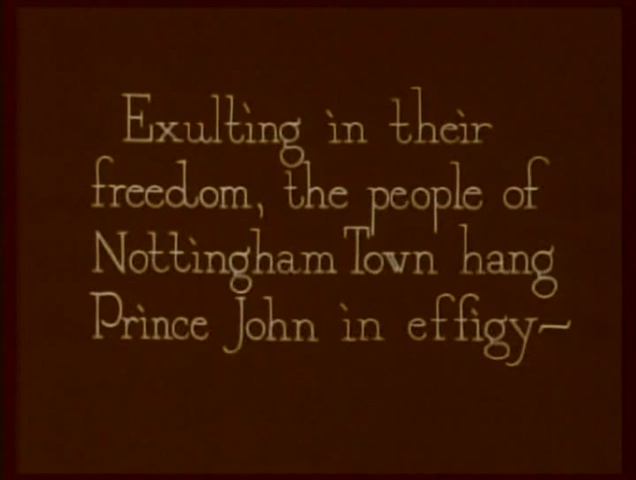 Exulting in their
freedom, the people of
Nottingham Town hang
Prince John in effigy~